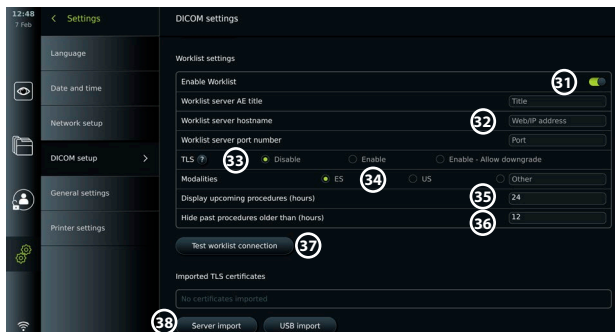 12:48
7 Feb
Settings
DICOM settings
Language
Date and time
Network setup
DICOM setup
General settings
Printer settings
Worklist settings
Enable Worklist 31
Worklist server AE title Title
Worklist server hostname 32 Web/IP address
Worklist server port number Port
TLS ? 33 Disable Enable Enable - Allow downgrade
Modalities ES 34 US Other
Display upcoming procedures (hours) 35 24
Hide past procedures older than (hours) 36 12
Test worklist connection 37
Imported TLS certificates
No certificates imported
38 Server import USB import